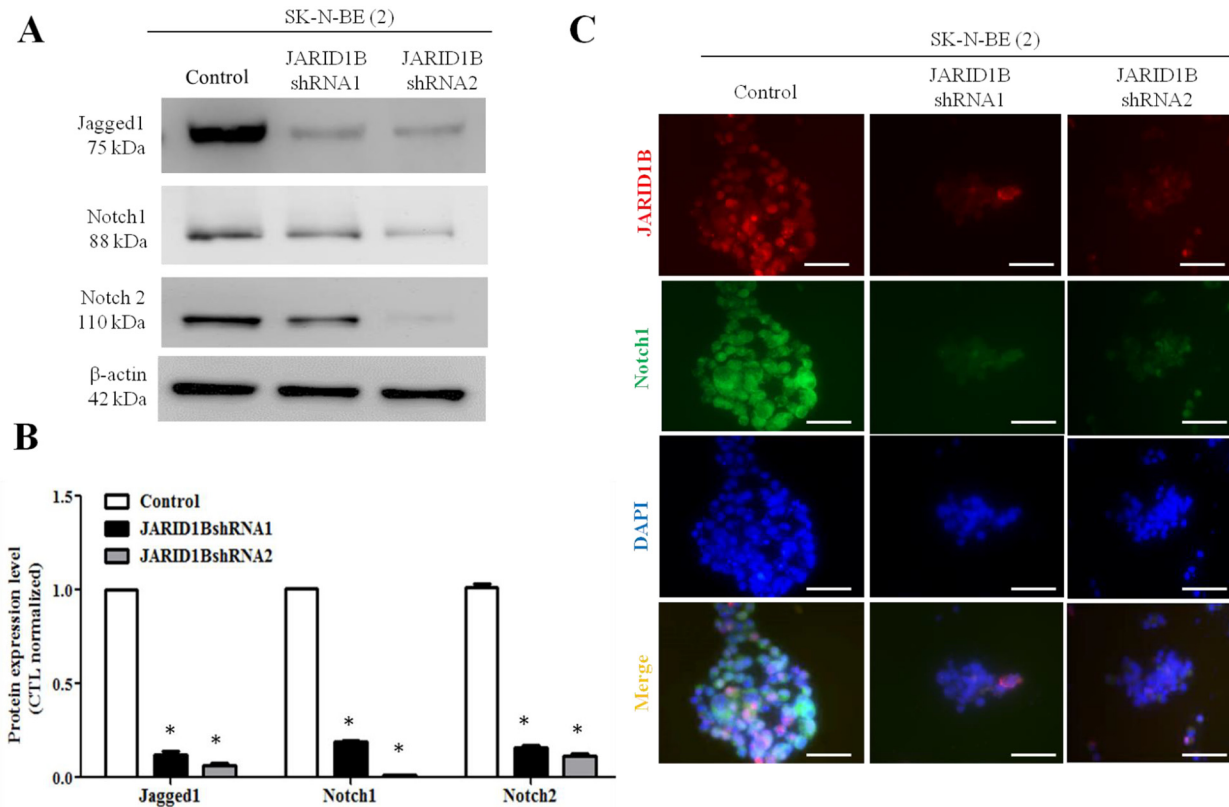 A
SK-N-BE (2)
Control
JARID1B
shRNA1
JARID1B
shRNA2
Jagged1
75 kDa
Notch1
88 kDa
Notch 2
110 kDa
β-actin
42 kDa
B
Protein expression level
(CTL normalized)
1.5
1.0
0.5
0.0
Control
JARID1BshRNA1
JARID1BshRNA2
* * * * * *
Jagged1 Notch1 Notch2
C
SK-N-BE (2)
Control
JARID1B
shRNA1
JARID1B
shRNA2
JARID1B
Notch1
DAPI
Merge